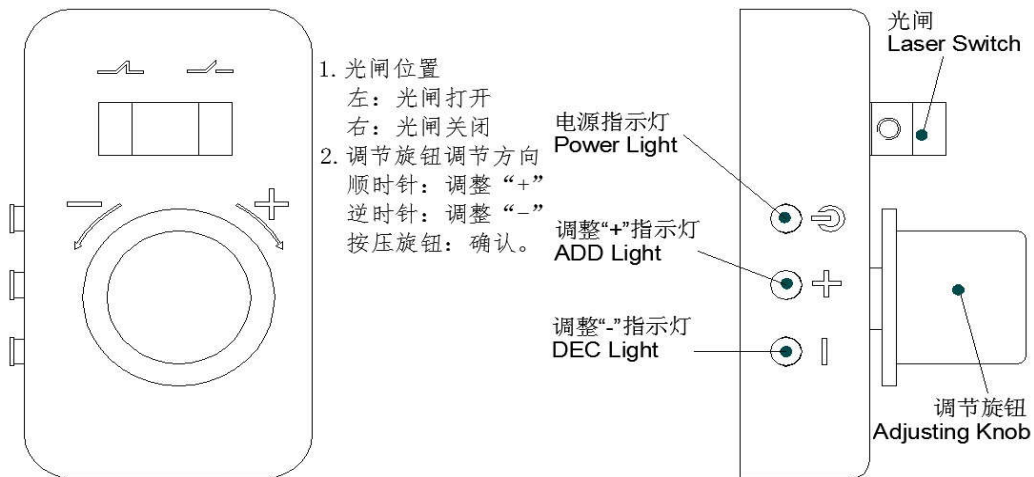 1. 光闸位置
左：光闸打开
右：光闸关闭
2. 调节旋钮调节方向
顺时针：调整“+”
逆时针：调整“-”
按压旋钮：确认。
光闸
Laser Switch
电源指示灯
Power Light
调整“+”指示灯
ADD Light
调整“-”指示灯
DEC Light
调节旋钮
Adjusting Knob